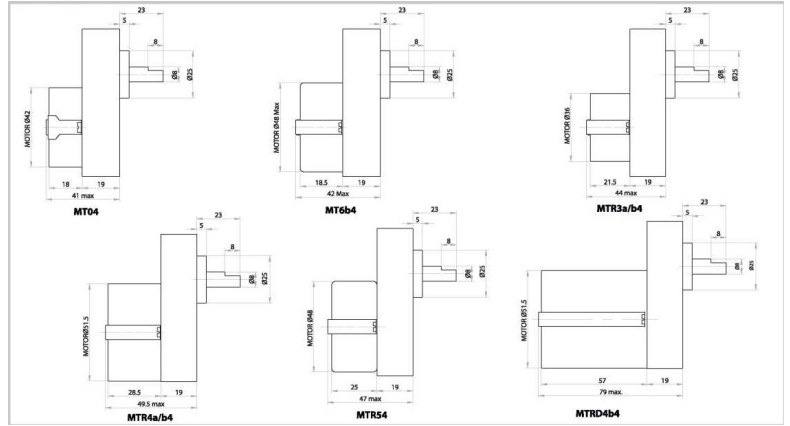 23
5
8
Ø8
Ø25
MOTOR Ø42
18
19
41 max
MT04
23
5
8
Ø8
Ø25
MOTOR Ø48 Max
18.5
19
42 Max
MT6b4
23
5
8
Ø8
Ø25
MOTOR Ø36
21.5
19
44 max
MTR3a/b4
23
5
8
Ø8
Ø25
MOTORØ51.5
28.5
19
49.5 max
MTR4a/b4
23
5
8
Ø8
Ø25
MOTOR Ø48
25
19
47 max
MTR54
23
5
8
Ø8
Ø25
MOTOR Ø51.5
57
19
79 max.
MTRD4b4